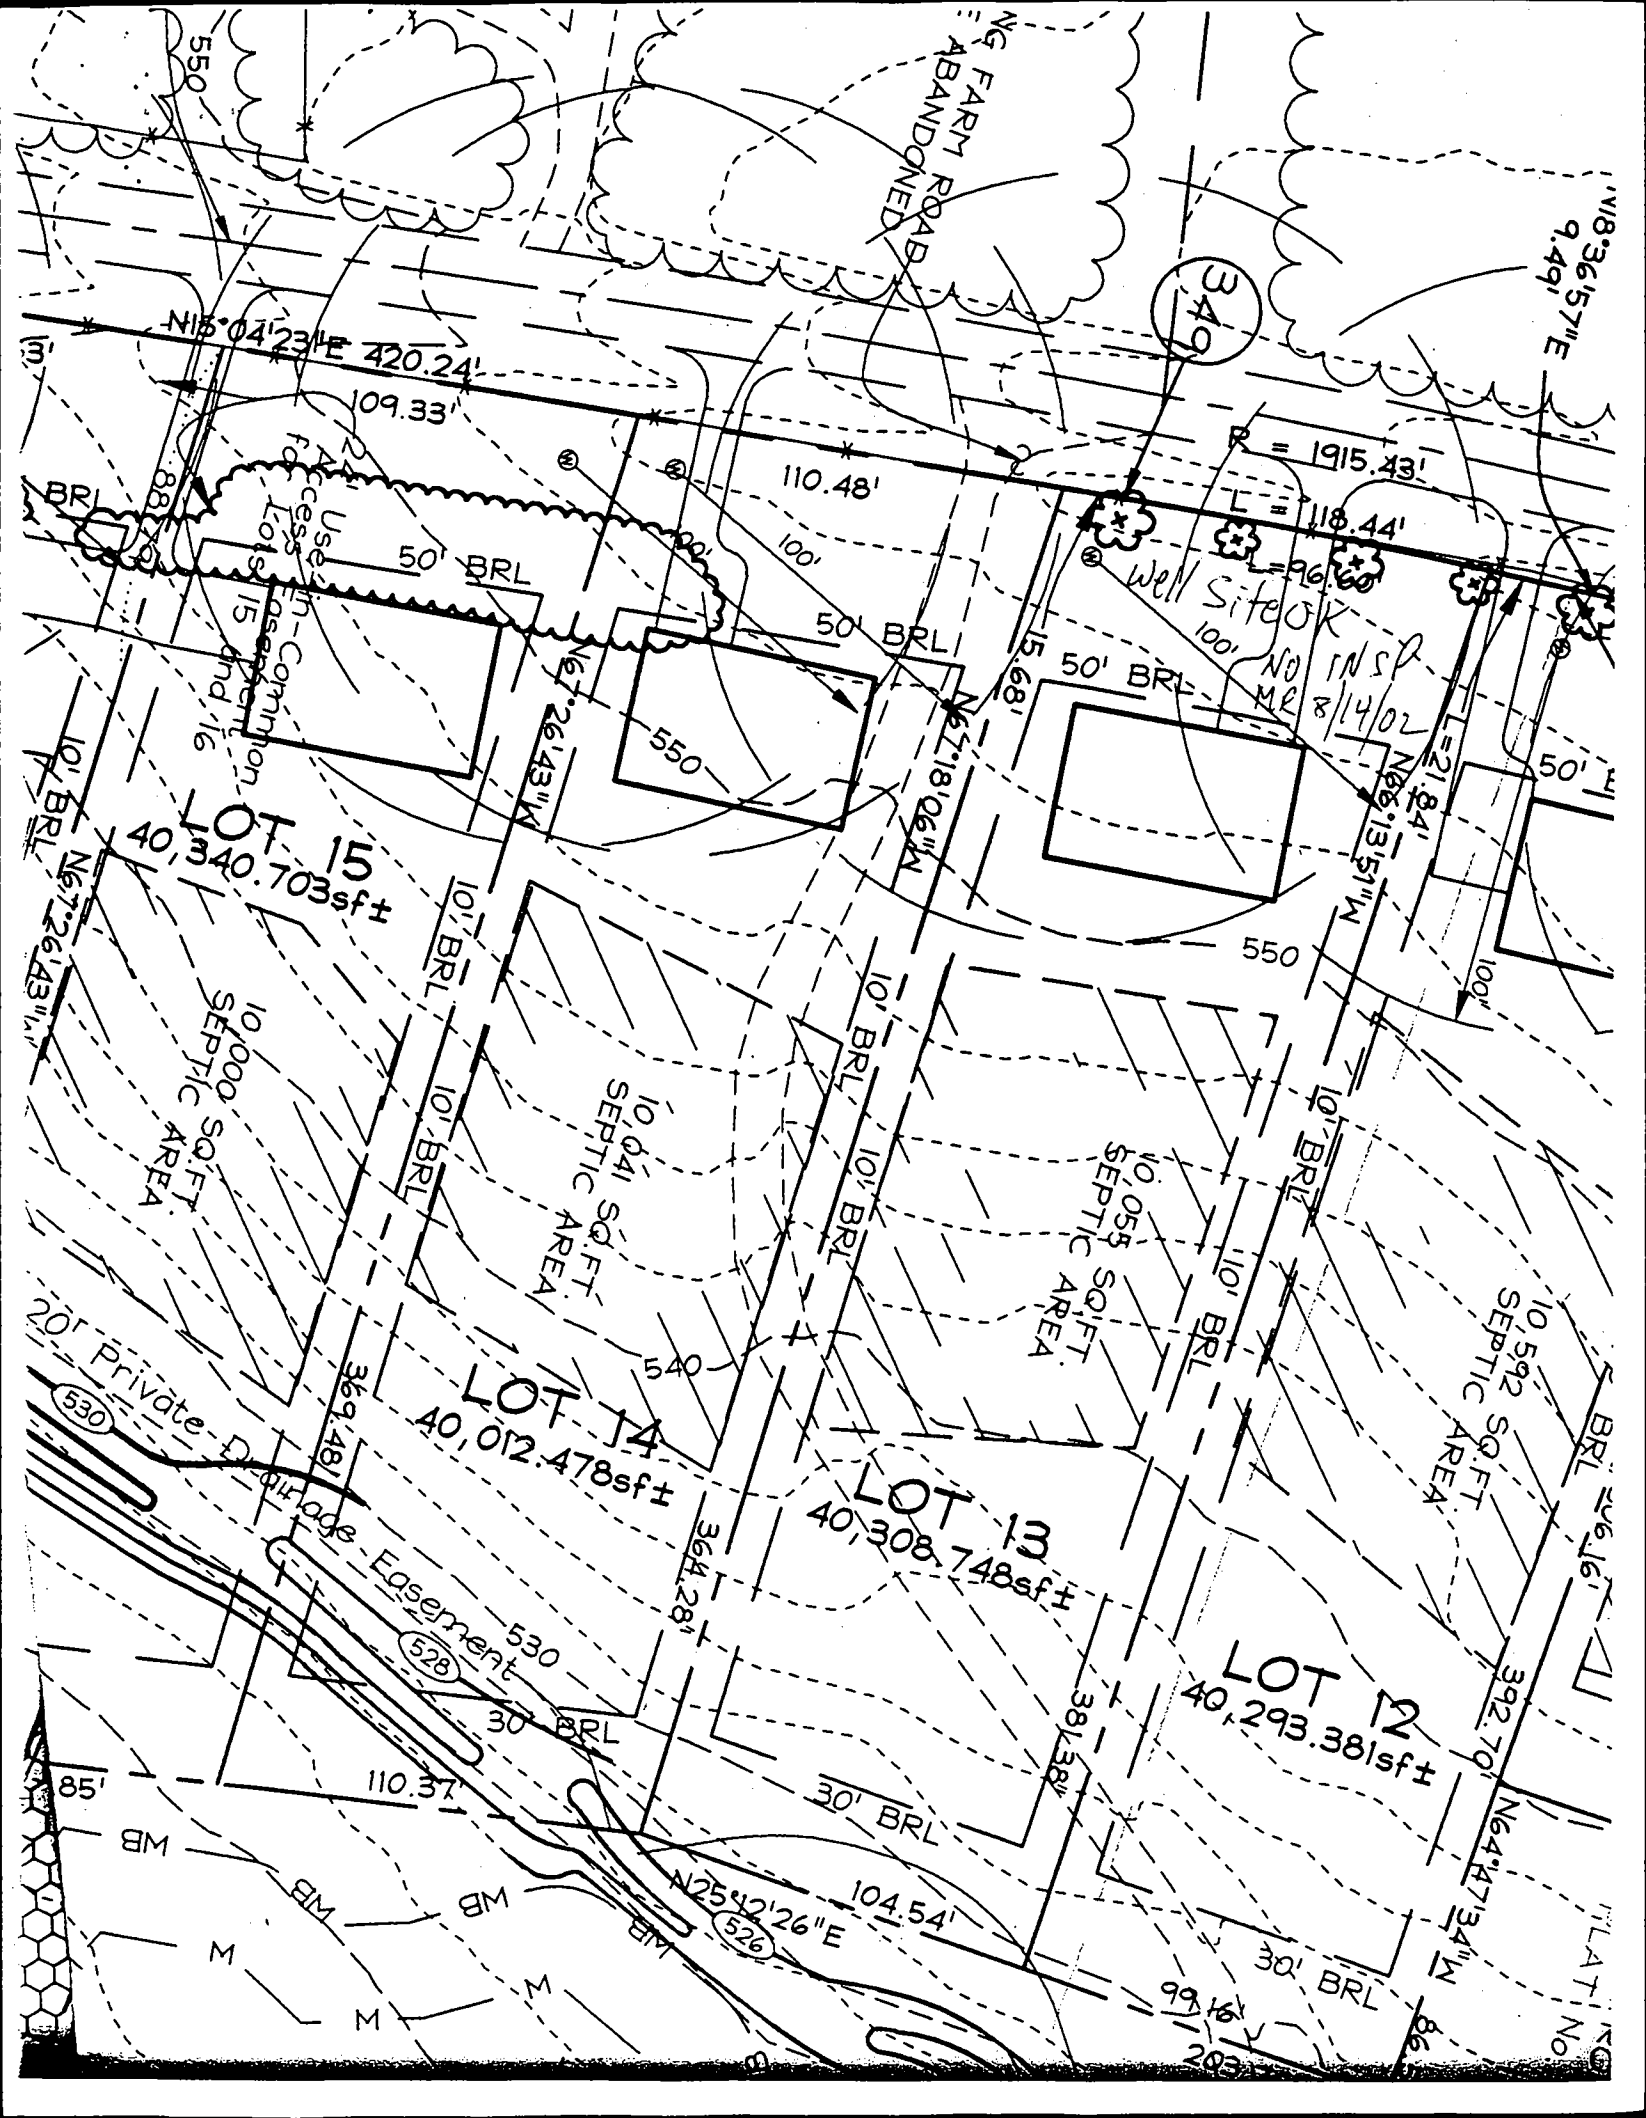 550
NG FARM ROAD
ABANDONED
N18°36'57"E
9.49'
349
N15°04'23"E 420.24'
3'
109.33'
110.48'
R = 1915.43'
L = 118.44'
L=96.60'
Well Site OK
NO INSP
MR 8/14/02
BRL
88
24' Use-In-Common
Access Easement
For Lots 15 and 16
50' BRL
100'
100'
50' BRL
15.68'
50' BRL
100'
L=21.84'
50'
100'
10' BRL
N67°26'43"W
N67°26'43"W
550
N67°18'06"W
N66°13'51"W
550
LOT 15
40,340.703sf±
10' BRL
10' BRL
10' BRL
10' BRL
10' BRL
10' BRL
10,000 SQ.FT.
SEPTIC AREA
10,041 SQ.FT.
SEPTIC AREA
10,055 SQ.FT.
SEPTIC AREA
10,592 SQ.FT.
SEPTIC AREA
BRL
20' Private Drainage Easement
530
369.48'
540
LOT 14
40,012.478sf±
364.28'
LOT 13
40,308.748sf±
LOT 12
40,293.381sf±
381.38'
392.70'
N64°47'34"W
528
530
30' BRL
30' BRL
30' BRL
85'
110.37'
N25°12'26"E
104.54'
99.16'
203
526
WB
WB
WB
WB
W
W
W
PLAT No